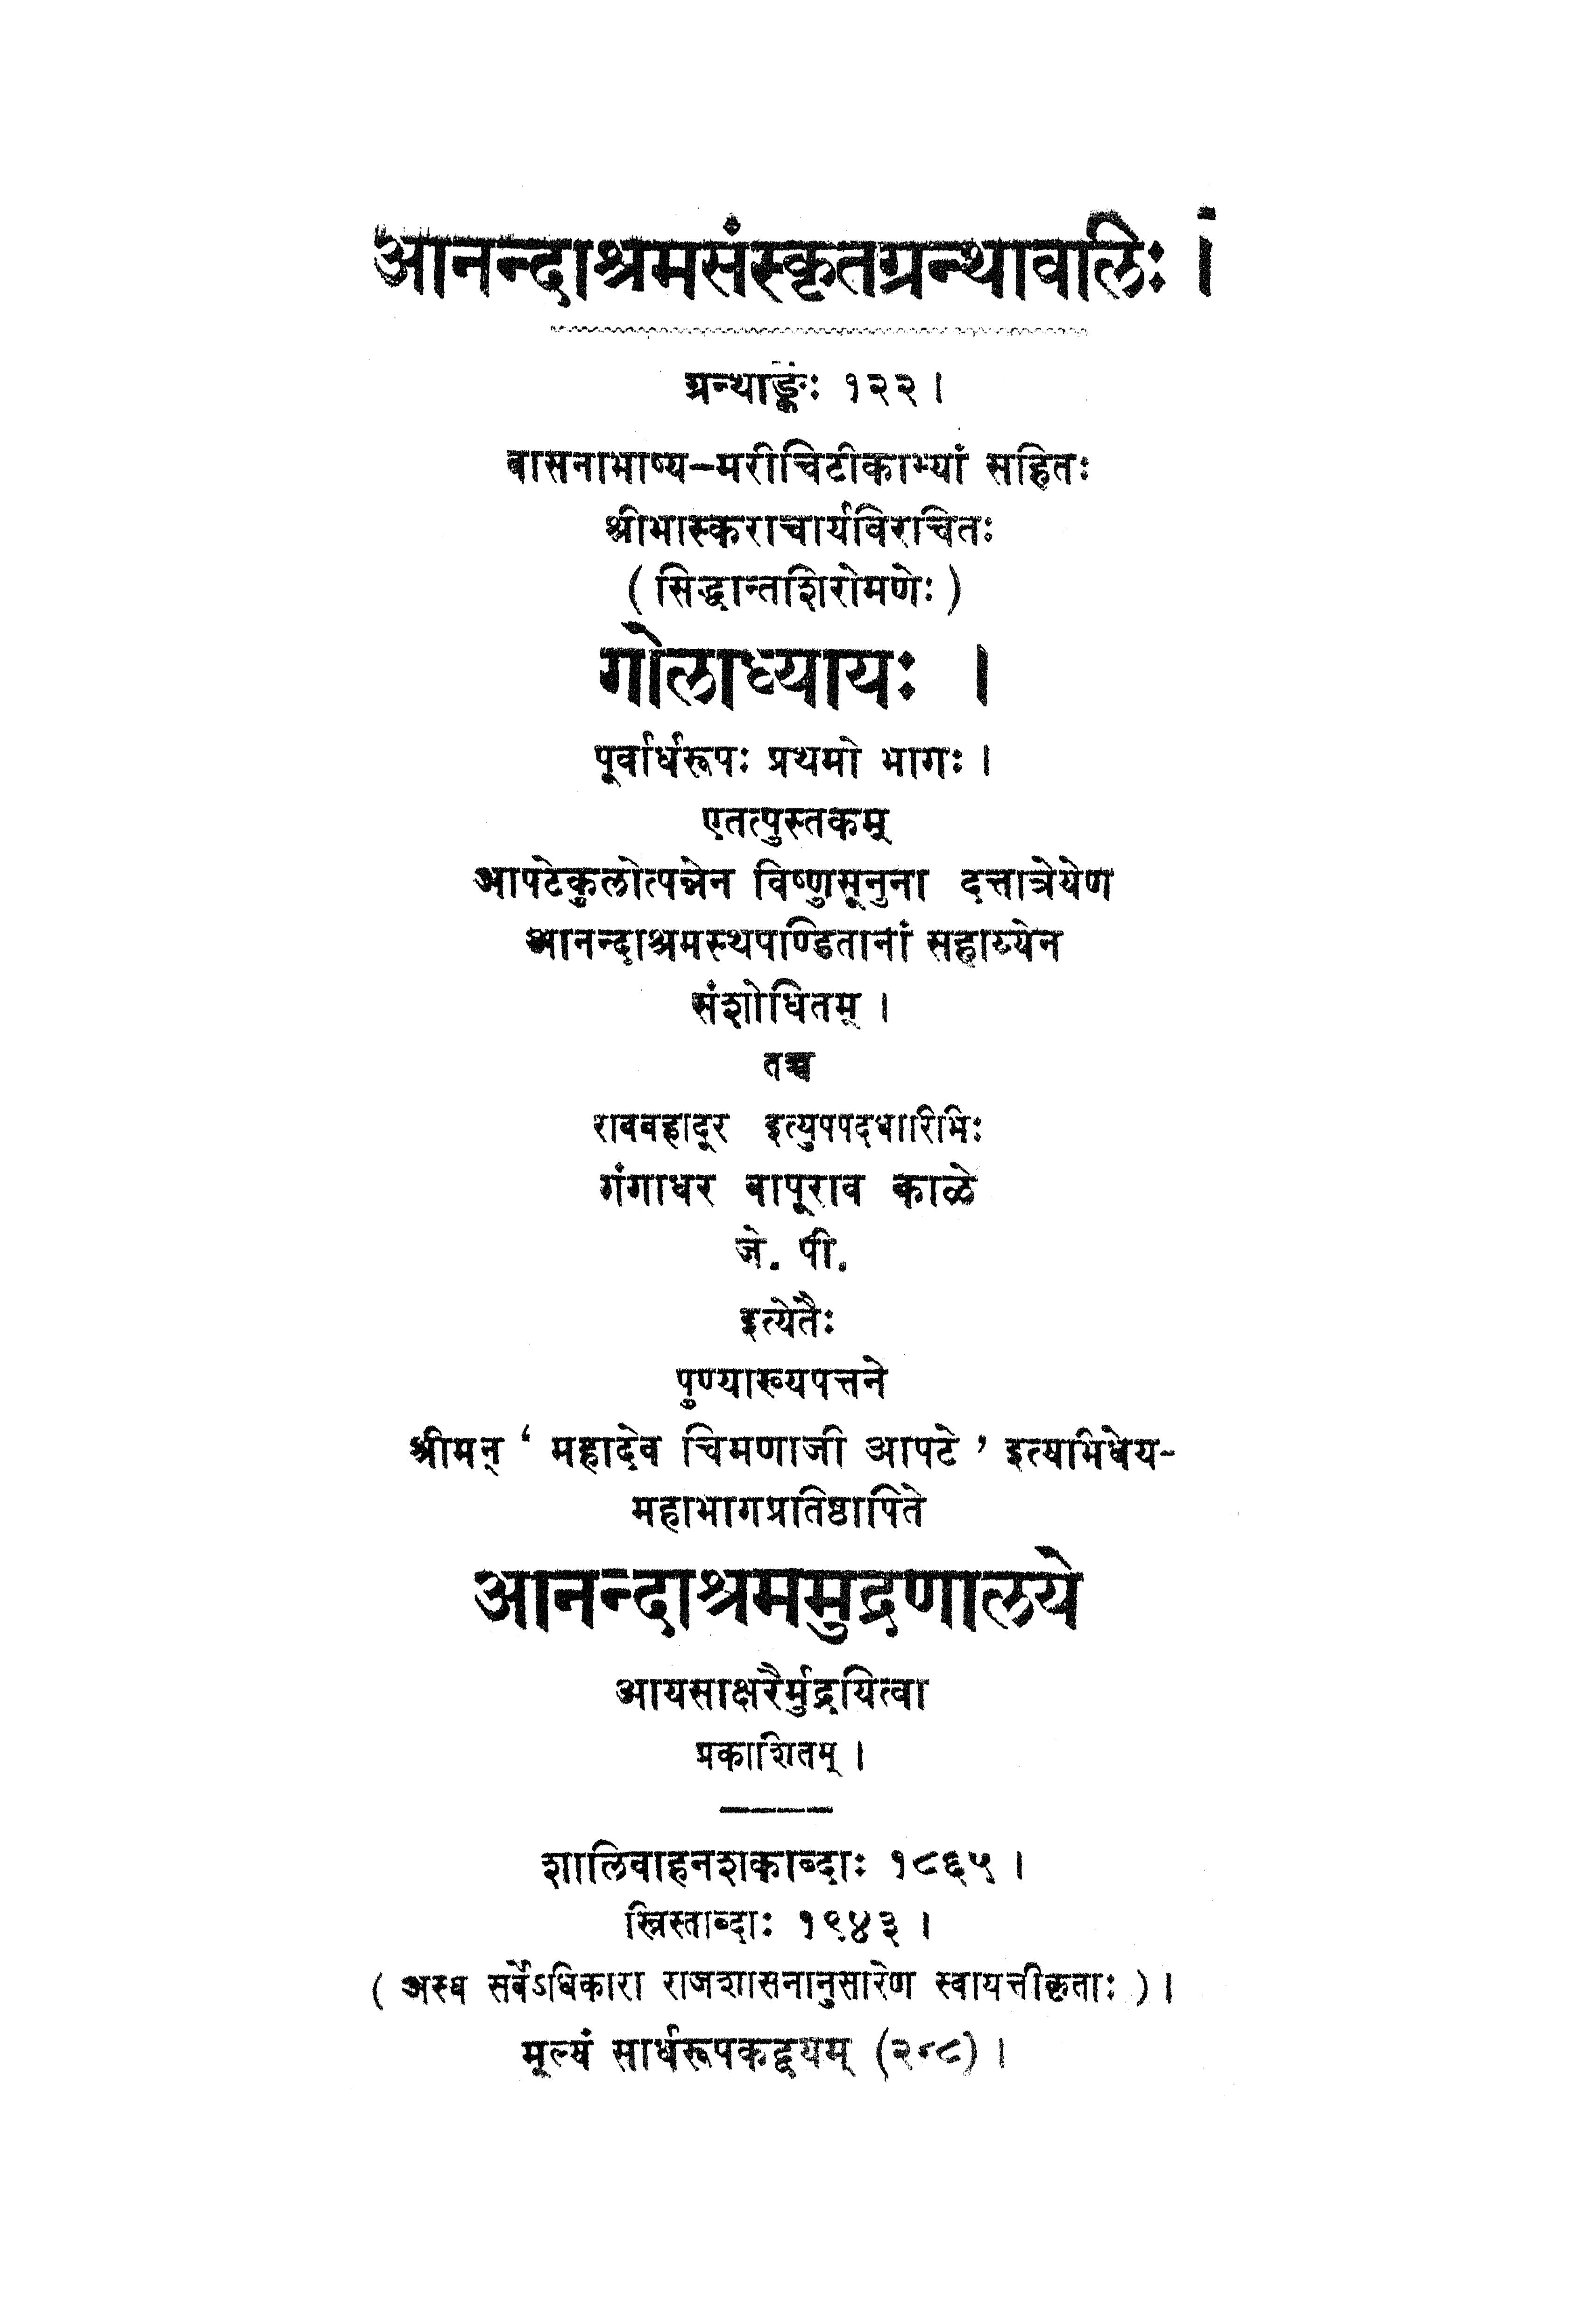 आनन्दाश्रमसंस्कृतग्रन्थावलिः ।
ग्रन्थाङ्कः १२२ ।
वासनाभाष्य–मरीचिटीकाभ्यां सहितः
श्रीभास्कराचार्यविरचितः
( सिद्धान्तशिरोमणेः )
गोलाध्यायः ।
पूर्वार्धरूपः प्रथमो भागः ।
एतत्पुस्तकम्
आपटेकुलोत्पन्नेन विष्णुसूनुना दत्तात्रेयेण
आनन्दाश्रमस्थपण्डितानां सहाय्येन
संशोधितम् ।
तच्च
रावबहादूर इत्युपपदधारिभिः
गंगाधर बापूराव काळे
जे. पी.
इत्येतैः
पुण्याख्यपत्तने
श्रीमन् ‘ महादेव चिमणाजी आपटे ’ इत्यभिधेय-
महाभागप्रतिष्ठापिते
आनन्दाश्रममुद्रणालये
आयसाक्षरैर्मुद्रयित्वा
प्रकाशितम् ।
शालिवाहनशकाब्दाः १८६५ ।
ख्रिस्ताब्दाः १९४३ ।
( अस्य सर्वेऽधिकारा राजशासनानुसारेण स्वायत्तीकृताः ) ।
मूल्यं सार्धरूपकद्वयम् (२-८) ।